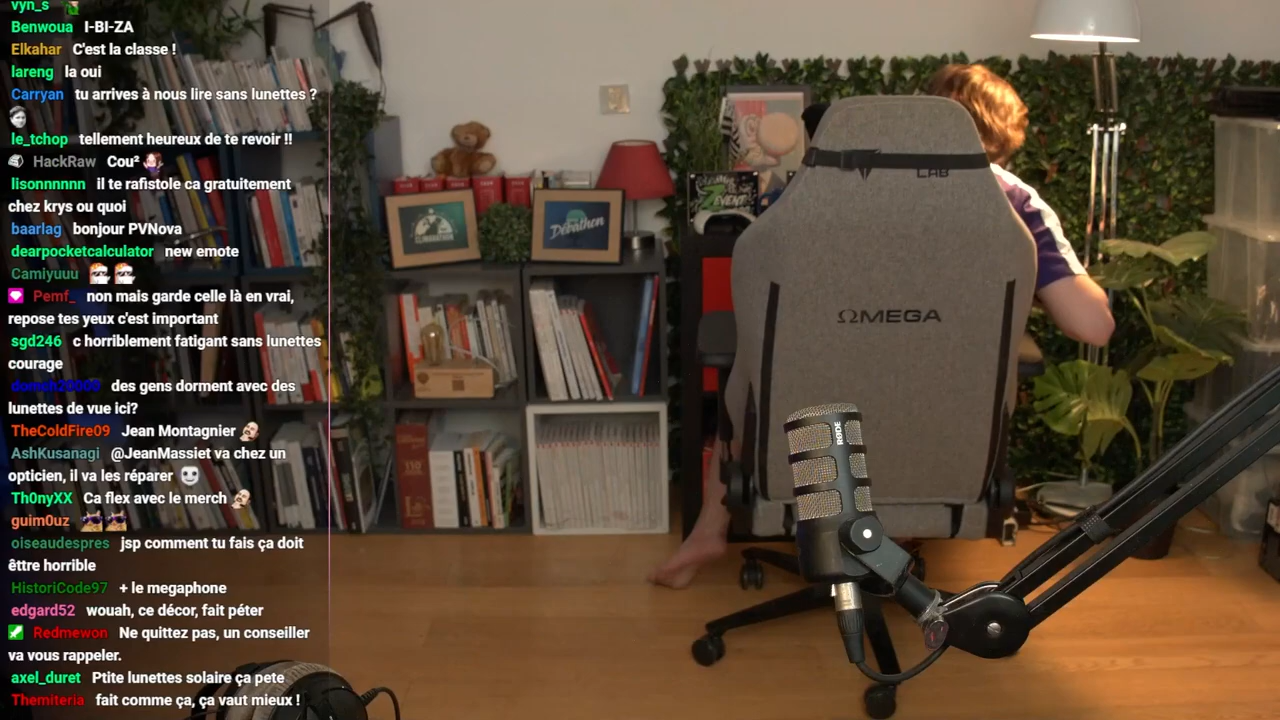 vyn_s
Benwoua I-BI-ZA
Elkahar C'est la classe !
lareng la oui
Carryan tu arrives à nous lire sans lunettes ?
le_tchop tellement heureux de te revoir !!
HackRaw Cou²
lisonnnnnn il te rafistole ca gratuitement
chez krys ou quoi
baarlag bonjour PVNova
dearpocketcalculator new emote
Camiyuuu
Pemf_ non mais garde celle là en vrai,
repose tes yeux c'est important
sgd246 c horriblement fatigant sans lunettes
courage
des gens dorment avec des
lunettes de vue ici?
TheColdFire09 Jean Montagnier
AshKusanagi @JeanMassiet va chez un
opticien, il va les réparer
Th0nyXX Ca flex avec le merch
guim0uz
oiseaudespres jsp comment tu fais ça doit
êttre horrible
HistoriCode97 + le megaphone
edgard52 wouah, ce décor, fait péter
Redmewon Ne quittez pas, un conseiller
va vous rappeler.
axel_duret Ptite lunettes solaire ça pete
Themiteria fait comme ça, ça vaut mieux !
CLIMARATHON
Débathon
Z EVENT
LAB
ΩMEGA
RØDE
110